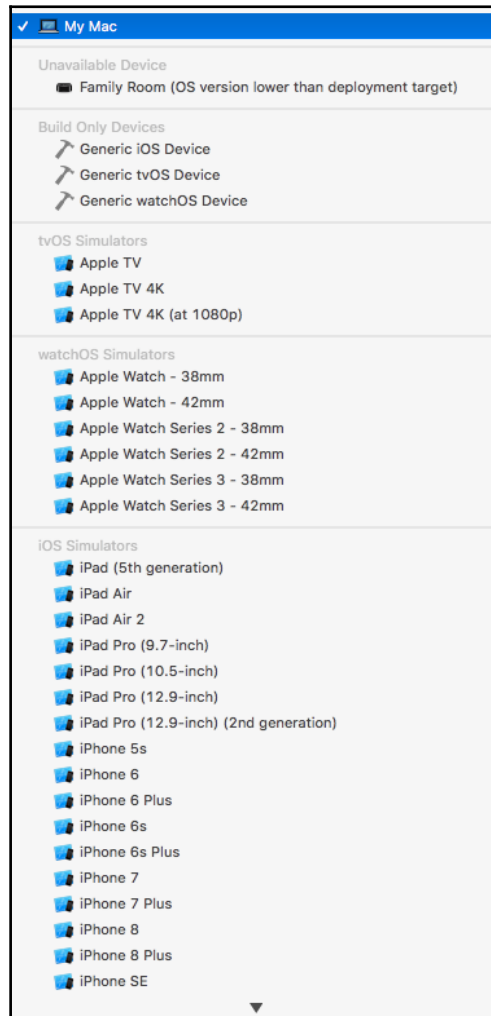 My Mac
Unavailable Device
Family Room (OS version lower than deployment target)
Build Only Devices
Generic iOS Device
Generic tvOS Device
Generic watchOS Device
tvOS Simulators
Apple TV
Apple TV 4K
Apple TV 4K (at 1080p)
watchOS Simulators
Apple Watch - 38mm
Apple Watch - 42mm
Apple Watch Series 2 - 38mm
Apple Watch Series 2 - 42mm
Apple Watch Series 3 - 38mm
Apple Watch Series 3 - 42mm
iOS Simulators
iPad (5th generation)
iPad Air
iPad Air 2
iPad Pro (9.7-inch)
iPad Pro (10.5-inch)
iPad Pro (12.9-inch)
iPad Pro (12.9-inch) (2nd generation)
iPhone 5s
iPhone 6
iPhone 6 Plus
iPhone 6s
iPhone 6s Plus
iPhone 7
iPhone 7 Plus
iPhone 8
iPhone 8 Plus
iPhone SE